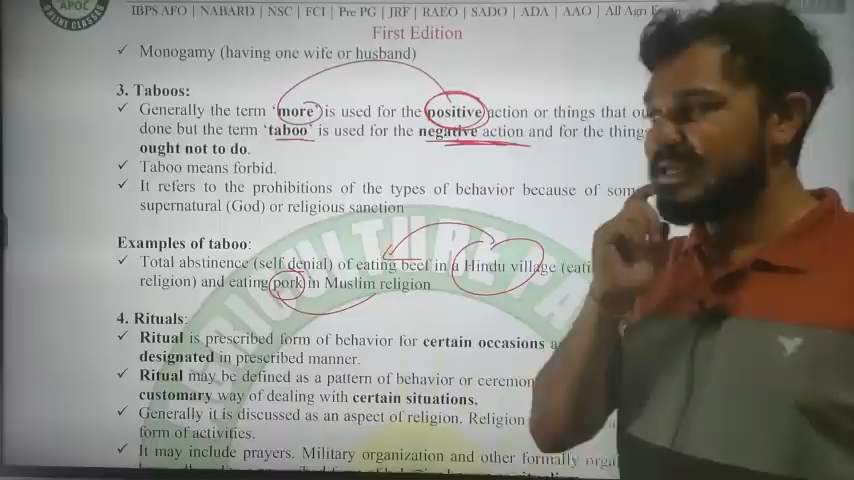 APOC
ONLINE CLASSES
IBPS AFO | NABARD | NSC | FCI | Pre PG | JRF | RAEO | SADO | ADA | AAO | All Agri
First Edition
✓ Monogamy (having one wife or husband)
3. Taboos:
✓ Generally the term 'more' is used for the positive action or things that
done but the term 'taboo' is used for the negative action and for the thing
ought not to do.
✓ Taboo means forbid.
✓ It refers to the prohibitions of the types of behavior because of som
supernatural (God) or religious sanction
Examples of taboo:
✓ Total abstinence (self denial) of eating beef in a Hindu village (eati
religion) and eating pork in Muslim religion
4. Rituals:
✓ Ritual is prescribed form of behavior for certain occasions
designated in prescribed manner.
✓ Ritual may be defined as a pattern of behavior or ceremon
customary way of dealing with certain situations.
✓ Generally it is discussed as an aspect of religion. Religion
form of activities.
✓ It may include prayers. Military organization and other formally orga